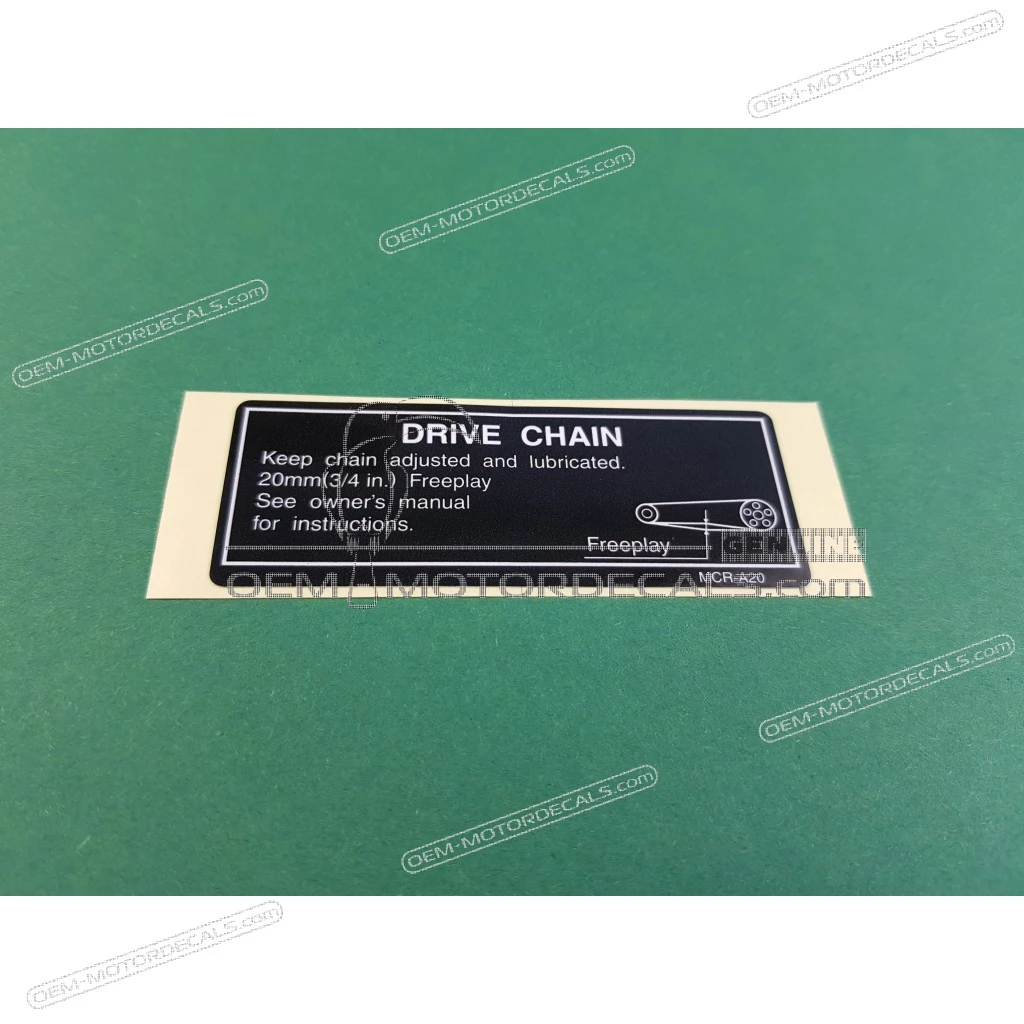 OEM-MOTORDECALS.com
OEM-MOTORDECALS.com
OEM-MOTORDECALS.com
DRIVE CHAIN
Keep chain adjusted and lubricated.
20mm(3/4 in.) Freeplay
See owner's manual
for instructions.
Freeplay
GENUINE
MCR-A20
OEM-MOTORDECALS.com
OEM-MOTORDECALS.com
OEM-MOTORDECALS.com
OEM-MOTORDECALS.com